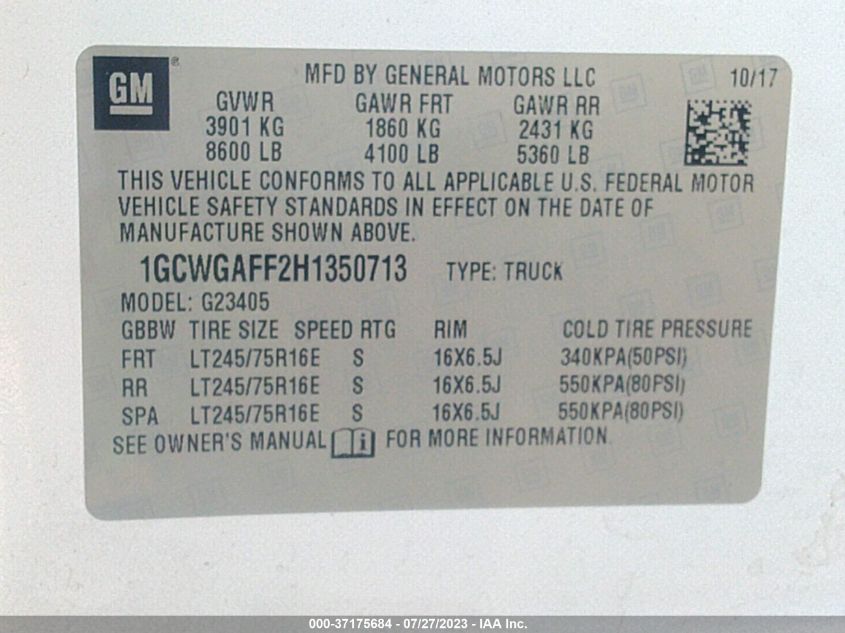 GM®
MFD BY GENERAL MOTORS LLC 10/17
GVWR GAWR FRT GAWR RR
3901 KG 1860 KG 2431 KG
8600 LB 4100 LB 5360 LB
THIS VEHICLE CONFORMS TO ALL APPLICABLE U.S. FEDERAL MOTOR
VEHICLE SAFETY STANDARDS IN EFFECT ON THE DATE OF
MANUFACTURE SHOWN ABOVE.
1GCWGAFF2H1350713 TYPE: TRUCK
MODEL: G23405
GBBW TIRE SIZE SPEED RTG RIM COLD TIRE PRESSURE
FRT LT245/75R16E S 16X6.5J 340KPA(50PSI)
RR LT245/75R16E S 16X6.5J 550KPA(80PSI)
SPA LT245/75R16E S 16X6.5J 550KPA(80PSI)
SEE OWNER'S MANUAL i FOR MORE INFORMATION.
000-37175684 - 07/27/2023 - IAA Inc.